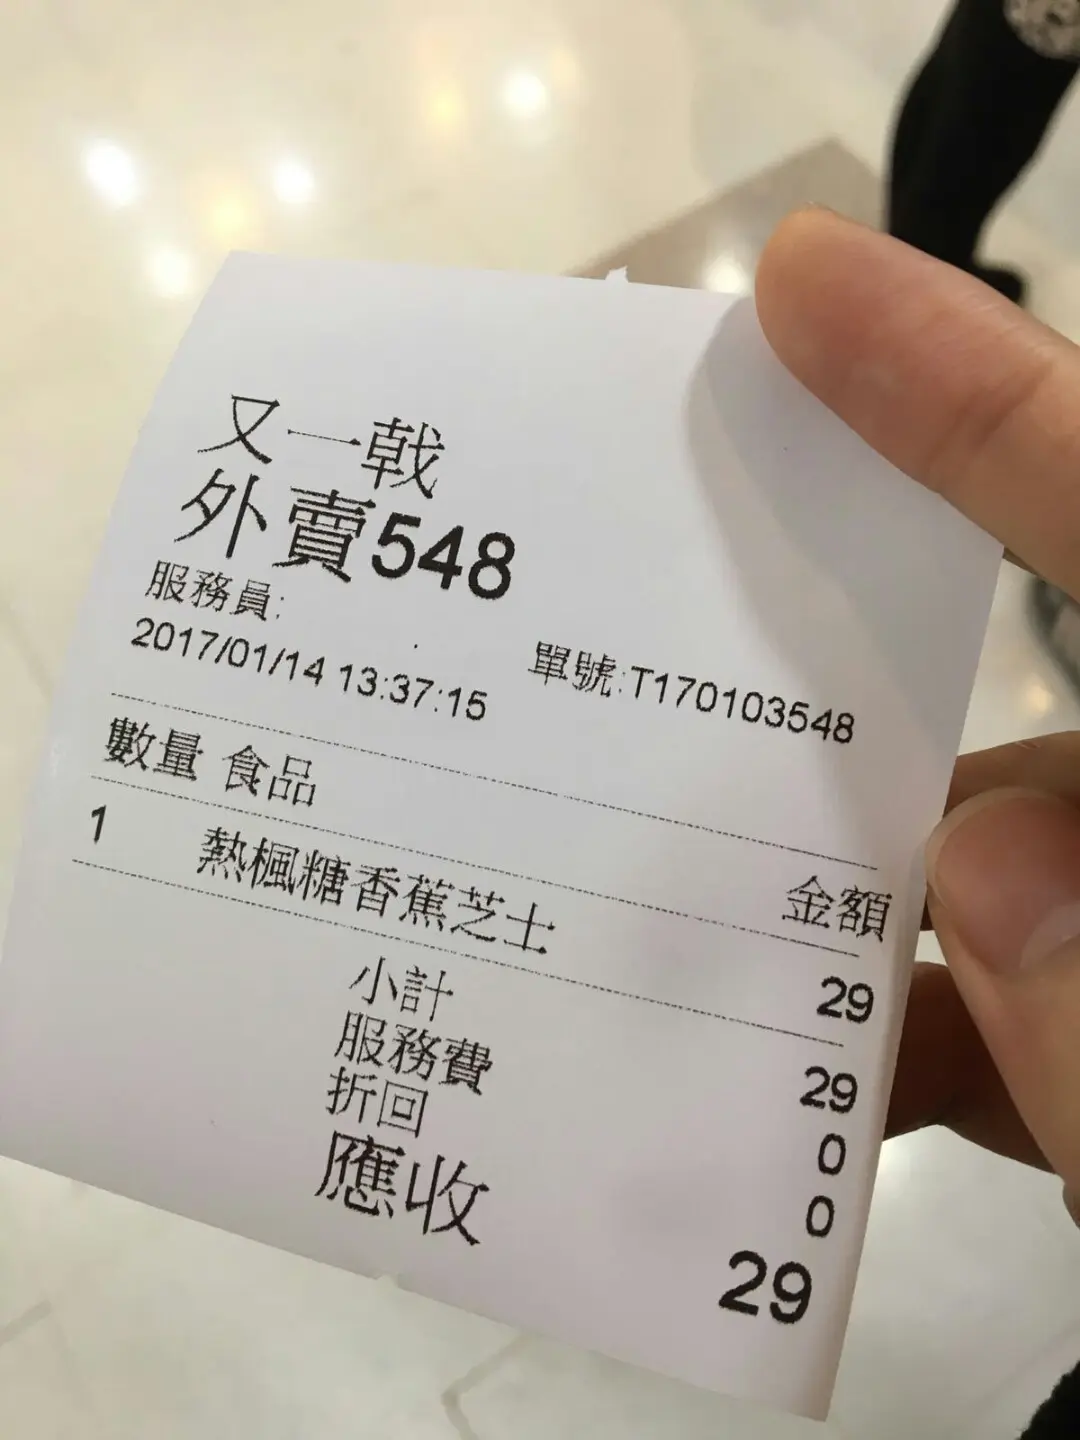 又一戟
外賣548
服務員:
單號:T170103548
2017/01/14 13:37:15
數量 食品 金額
1 熱楓糖香蕉芝士 29
小計 29
服務費 0
折回 0
應收 29